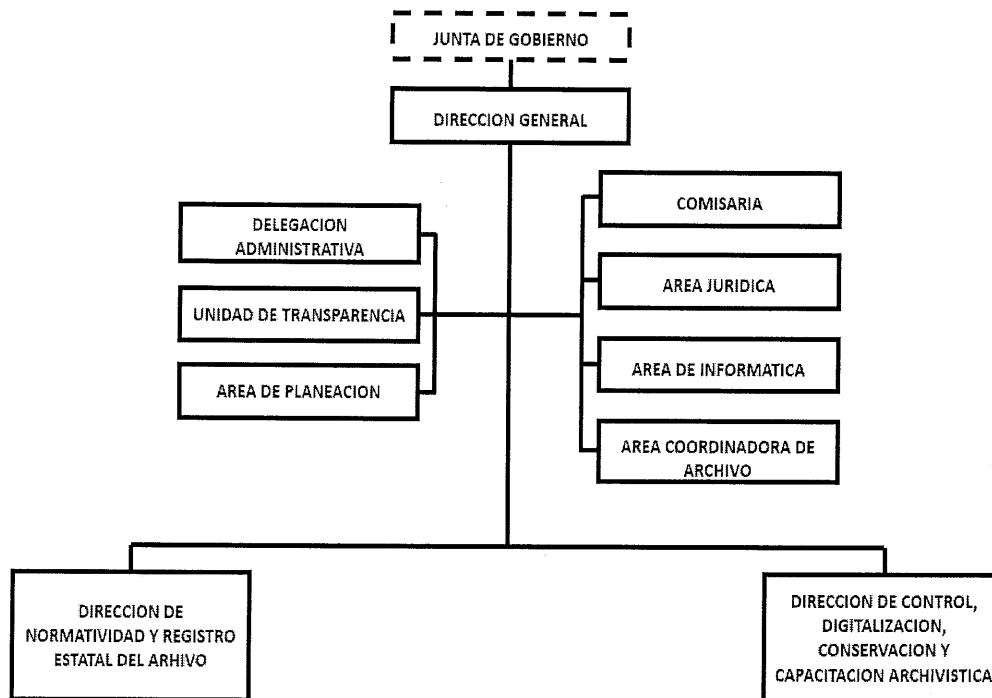 JUNTA DE GOBIERNO
DIRECCION GENERAL
DELEGACION
ADMINISTRATIVA
UNIDAD DE TRANSPARENCIA
AREA DE PLANEACION
COMISARIA
AREA JURIDICA
AREA DE INFORMATICA
AREA COORDINADORA DE
ARCHIVO
DIRECCION DE
NORMATIVIDAD Y REGISTRO
ESTATAL DEL ARHIVO
DIRECCION DE CONTROL,
DIGITALIZACION,
CONSERVACION Y
CAPACITACION ARCHIVISTICA